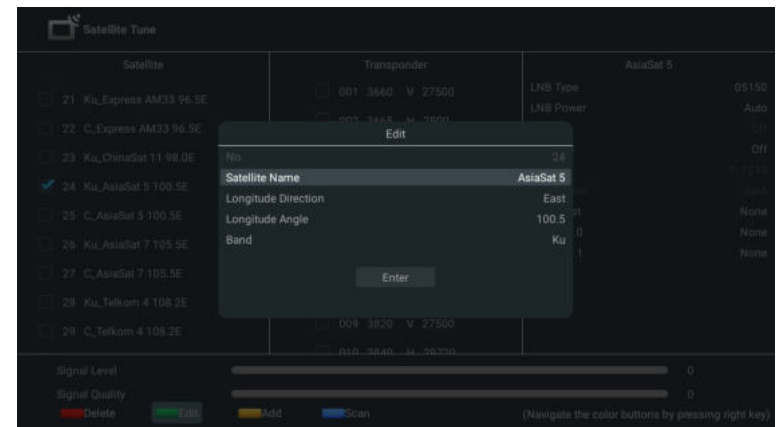 Satellite Tune
Satellite
Transponder
AsiaSat 5
21 Ku_Express AM33 96.5E
22 C_Express AM33 96.5E
23 Ku_ChinaSat 11 98.0E
24 Ku_AsiaSat 5 100.5E
25 C_AsiaSat 5 100.5E
26 Ku_AsiaSat 7 105.5E
27 C_AsiaSat 7 105.5E
28 Ku_Telkom 4 108.2E
29 C_Telkom 4 108.2E
001 3660 V 27500
009 3820 V 27500
010 3840 H 29720
LNB Type 05150
LNB Power Auto
Off
Off
None
None
None
Edit
No. 24
Satellite Name AsiaSat 5
Longitude Direction East
Longitude Angle 100.5
Band Ku
Enter
Signal Level 0
Signal Quality 0
Delete Edit Add Scan (Navigate the color buttons by pressing right key)